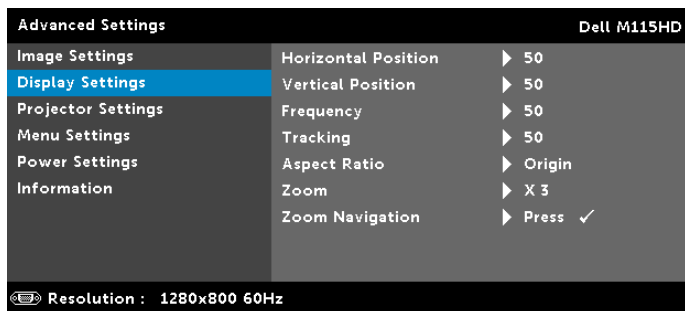 Advanced Settings Dell M115HD
Image Settings
Display Settings
Projector Settings
Menu Settings
Power Settings
Information
Horizontal Position 50
Vertical Position 50
Frequency 50
Tracking 50
Aspect Ratio Origin
Zoom X 3
Zoom Navigation Press ✓
Resolution : 1280x800 60Hz